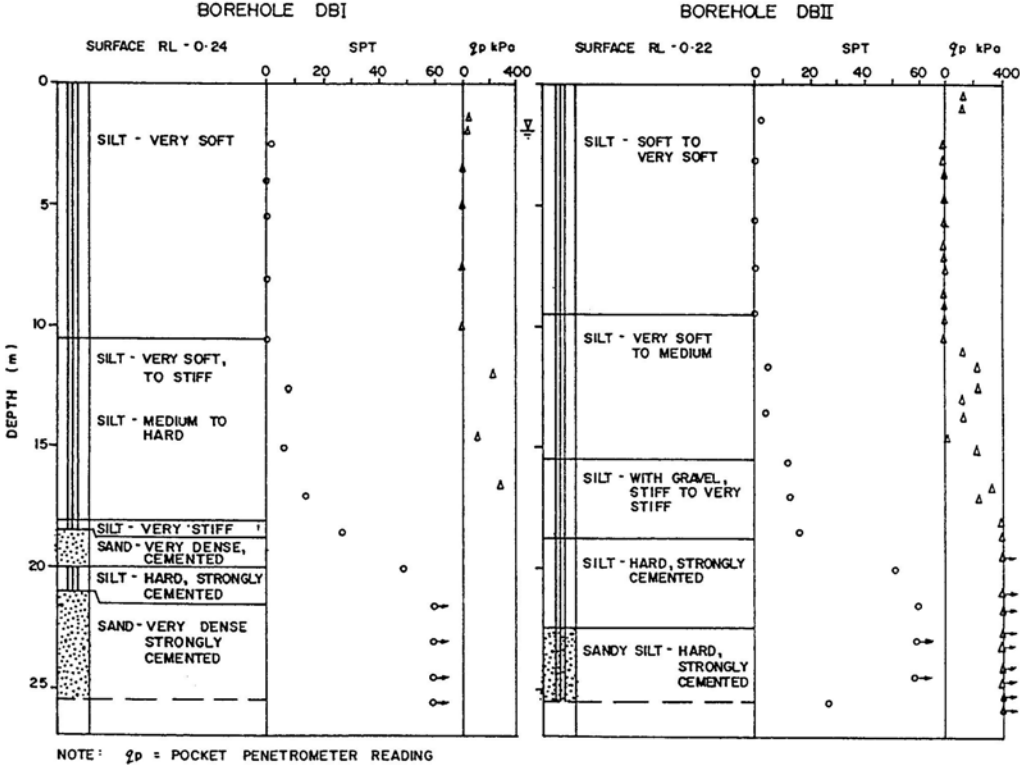 BOREHOLE DBI
SURFACE RL - 0·24
SPT
qp kPa
0 20 40 60 0 400
DEPTH (m)
0
5
10
15
20
25
SILT - VERY SOFT
SILT - VERY SOFT,
TO STIFF
SILT - MEDIUM TO
HARD
SILT - VERY STIFF
SAND - VERY DENSE,
CEMENTED
SILT - HARD, STRONGLY
CEMENTED
SAND - VERY DENSE
STRONGLY
CEMENTED
BOREHOLE DBII
SURFACE RL - 0·22
SPT
qp kPa
0 20 40 60 0 400
SILT - SOFT TO
VERY SOFT
SILT - VERY SOFT
TO MEDIUM
SILT - WITH GRAVEL,
STIFF TO VERY
STIFF
SILT - HARD, STRONGLY
CEMENTED
SANDY SILT - HARD,
STRONGLY
CEMENTED
NOTE: qp = POCKET PENETROMETER READING